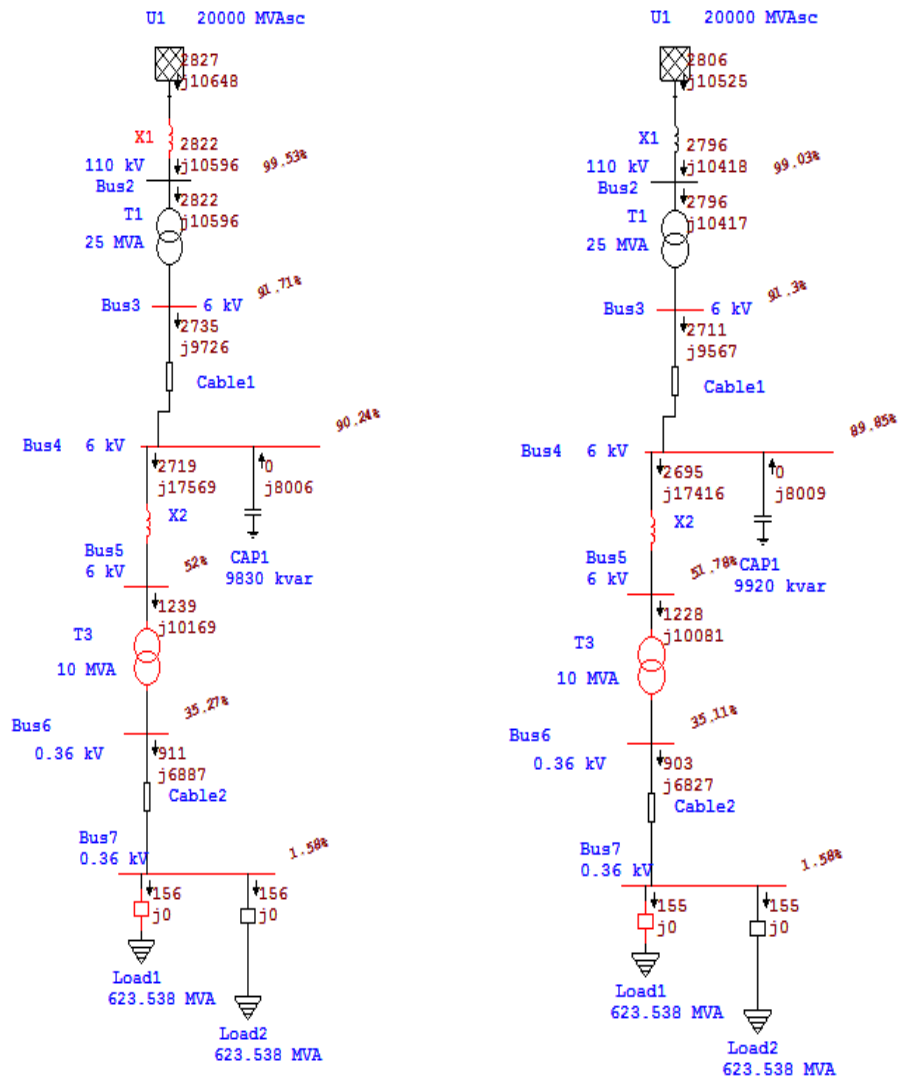 U1 20000 MVAsc
2827
j10648
X1
2822
j10596
99.53%
110 kV
Bus2
2822
T1
j10596
25 MVA
91.71%
Bus3 6 kV
2735
j9726
Cable1
90.24%
Bus4 6 kV
2719
j17569
0
j8006
X2
CAP1
9830 kvar
Bus5
6 kV
52%
1239
j10169
T3
10 MVA
35.27%
Bus6
0.36 kV
911
j6887
Cable2
Bus7
0.36 kV
1.58%
156
j0
156
j0
Load1
623.538 MVA
Load2
623.538 MVA
U1 20000 MVAsc
2806
j10525
X1
2796
j10418
99.03%
110 kV
Bus2
2796
T1
j10417
25 MVA
91.3%
Bus3 6 kV
2711
j9567
Cable1
89.85%
Bus4 6 kV
2695
j17416
0
j8009
X2
CAP1
9920 kvar
Bus5
6 kV
51.78%
1228
j10081
T3
10 MVA
35.11%
Bus6
0.36 kV
903
j6827
Cable2
Bus7
0.36 kV
1.58%
155
j0
155
j0
Load1
623.538 MVA
Load2
623.538 MVA